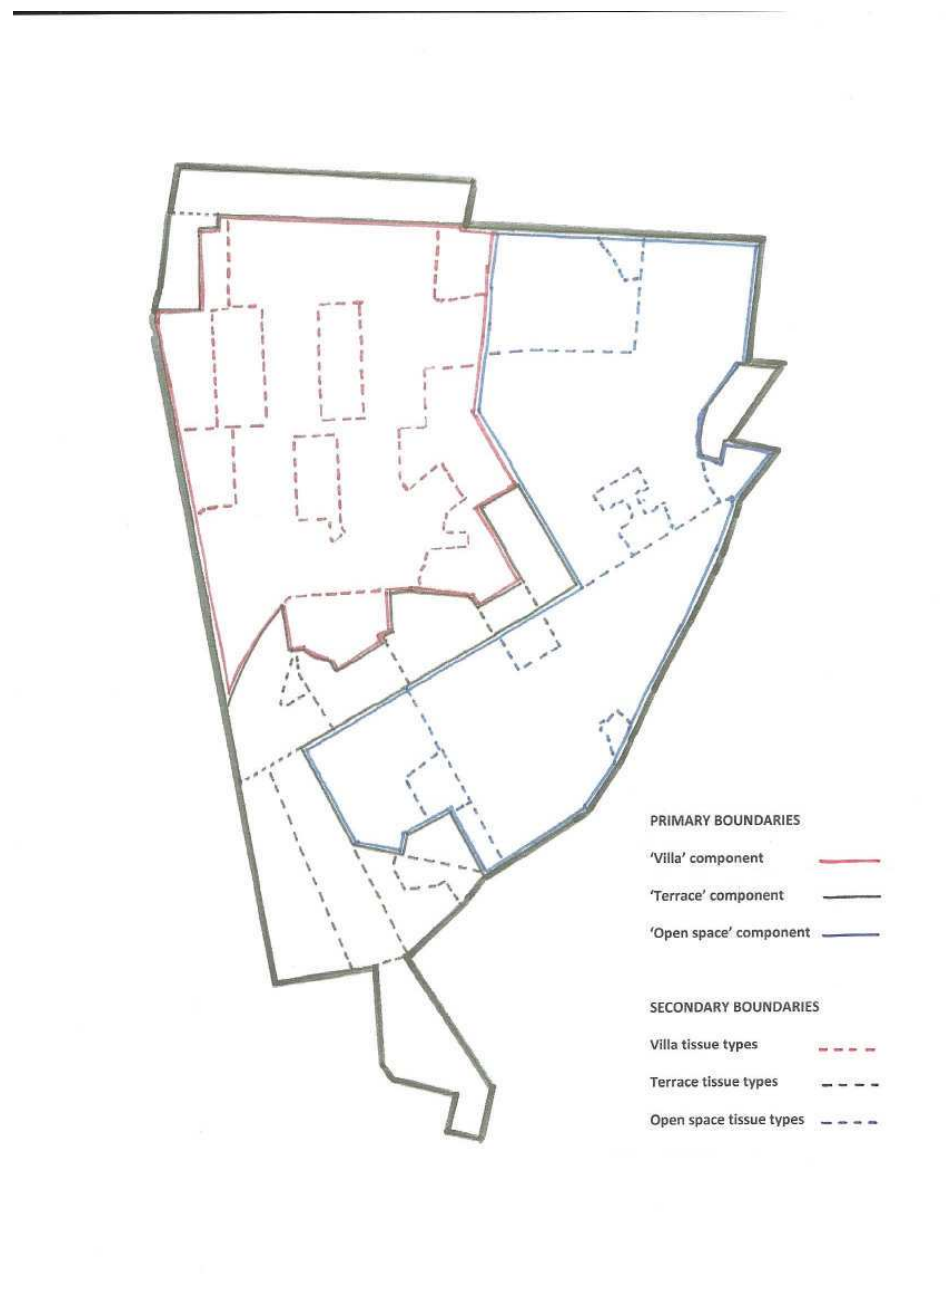 PRIMARY BOUNDARIES
‘Villa’ component
‘Terrace’ component
‘Open space’ component
SECONDARY BOUNDARIES
Villa tissue types
Terrace tissue types
Open space tissue types